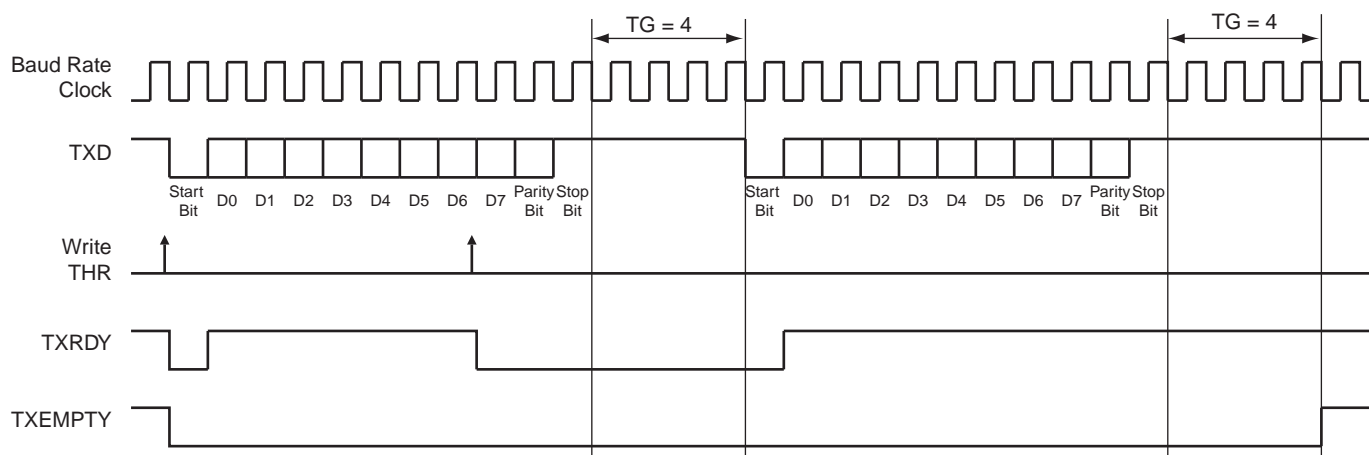 TG = 4
TG = 4
Baud Rate
Clock
TXD
Start
Bit
D0
D1
D2
D3
D4
D5
D6
D7
Parity
Bit
Stop
Bit
Start
Bit
D0
D1
D2
D3
D4
D5
D6
D7
Parity
Bit
Stop
Bit
Write
THR
TXRDY
TXEMPTY